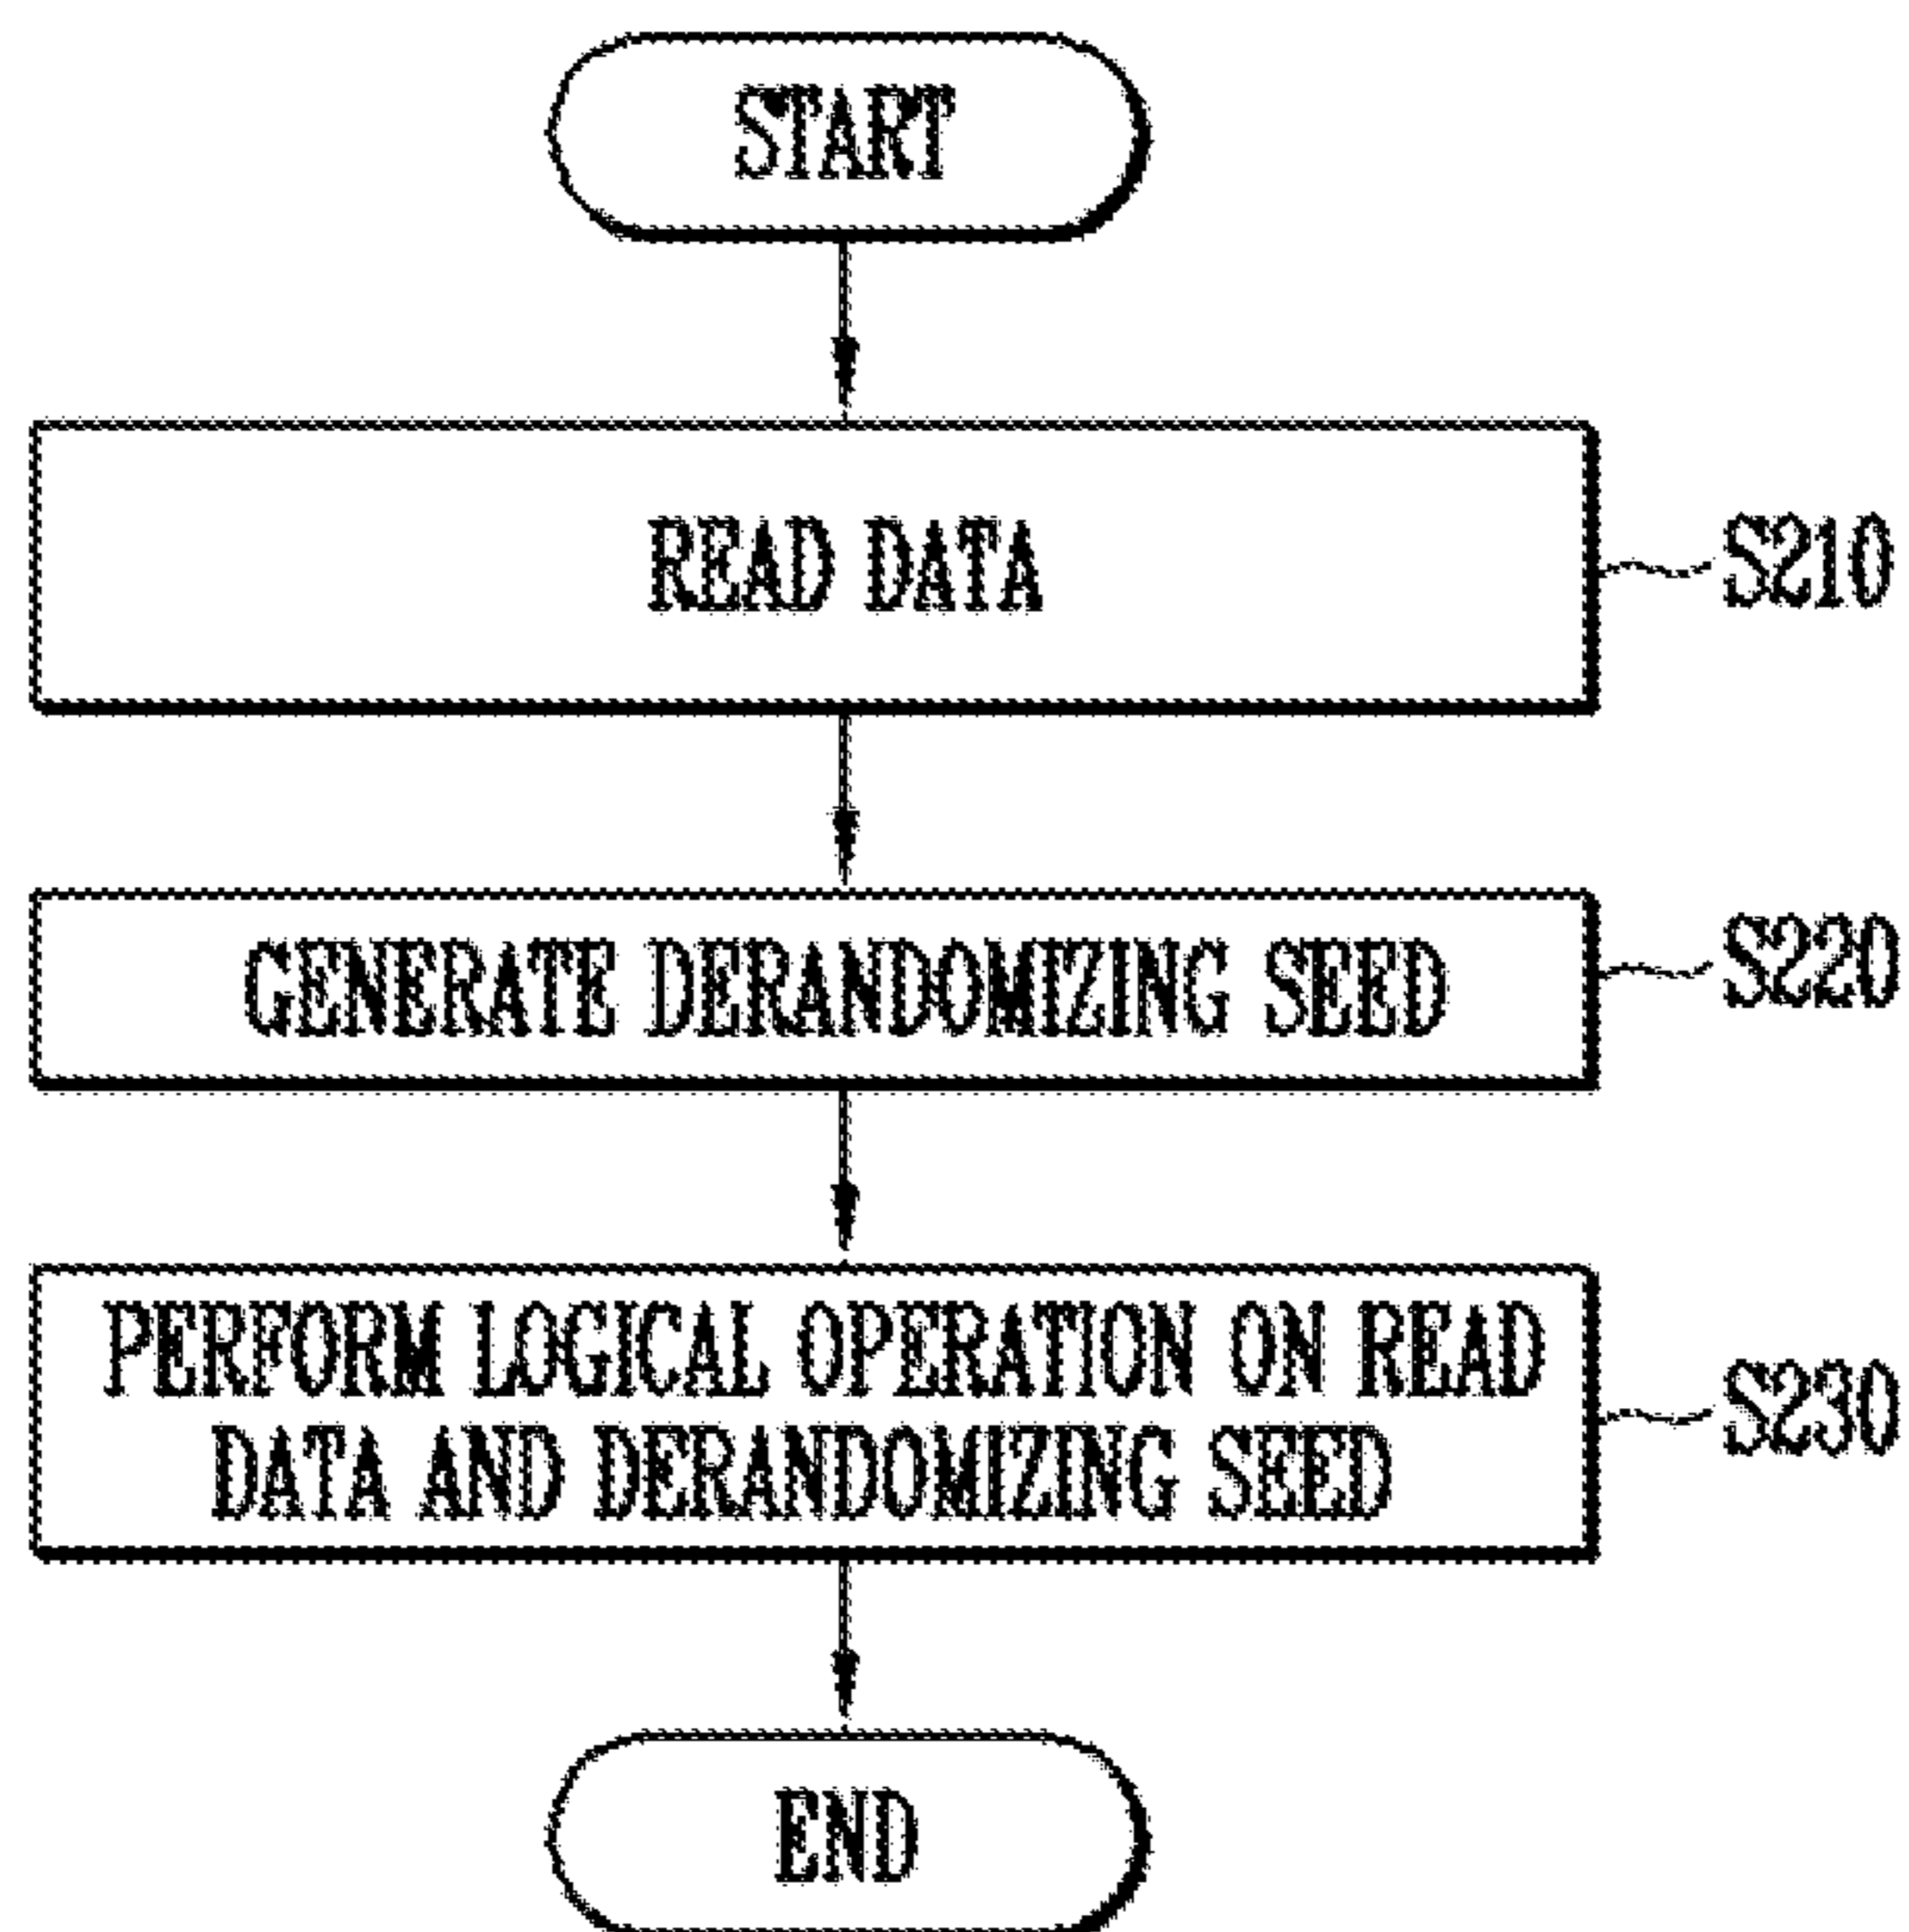 START
READ DATA
S210
GENERATE DERANDOMIZING SEED
S220
PERFORM LOGICAL OPERATION ON READ
DATA AND DERANDOMIZING SEED
S230
END